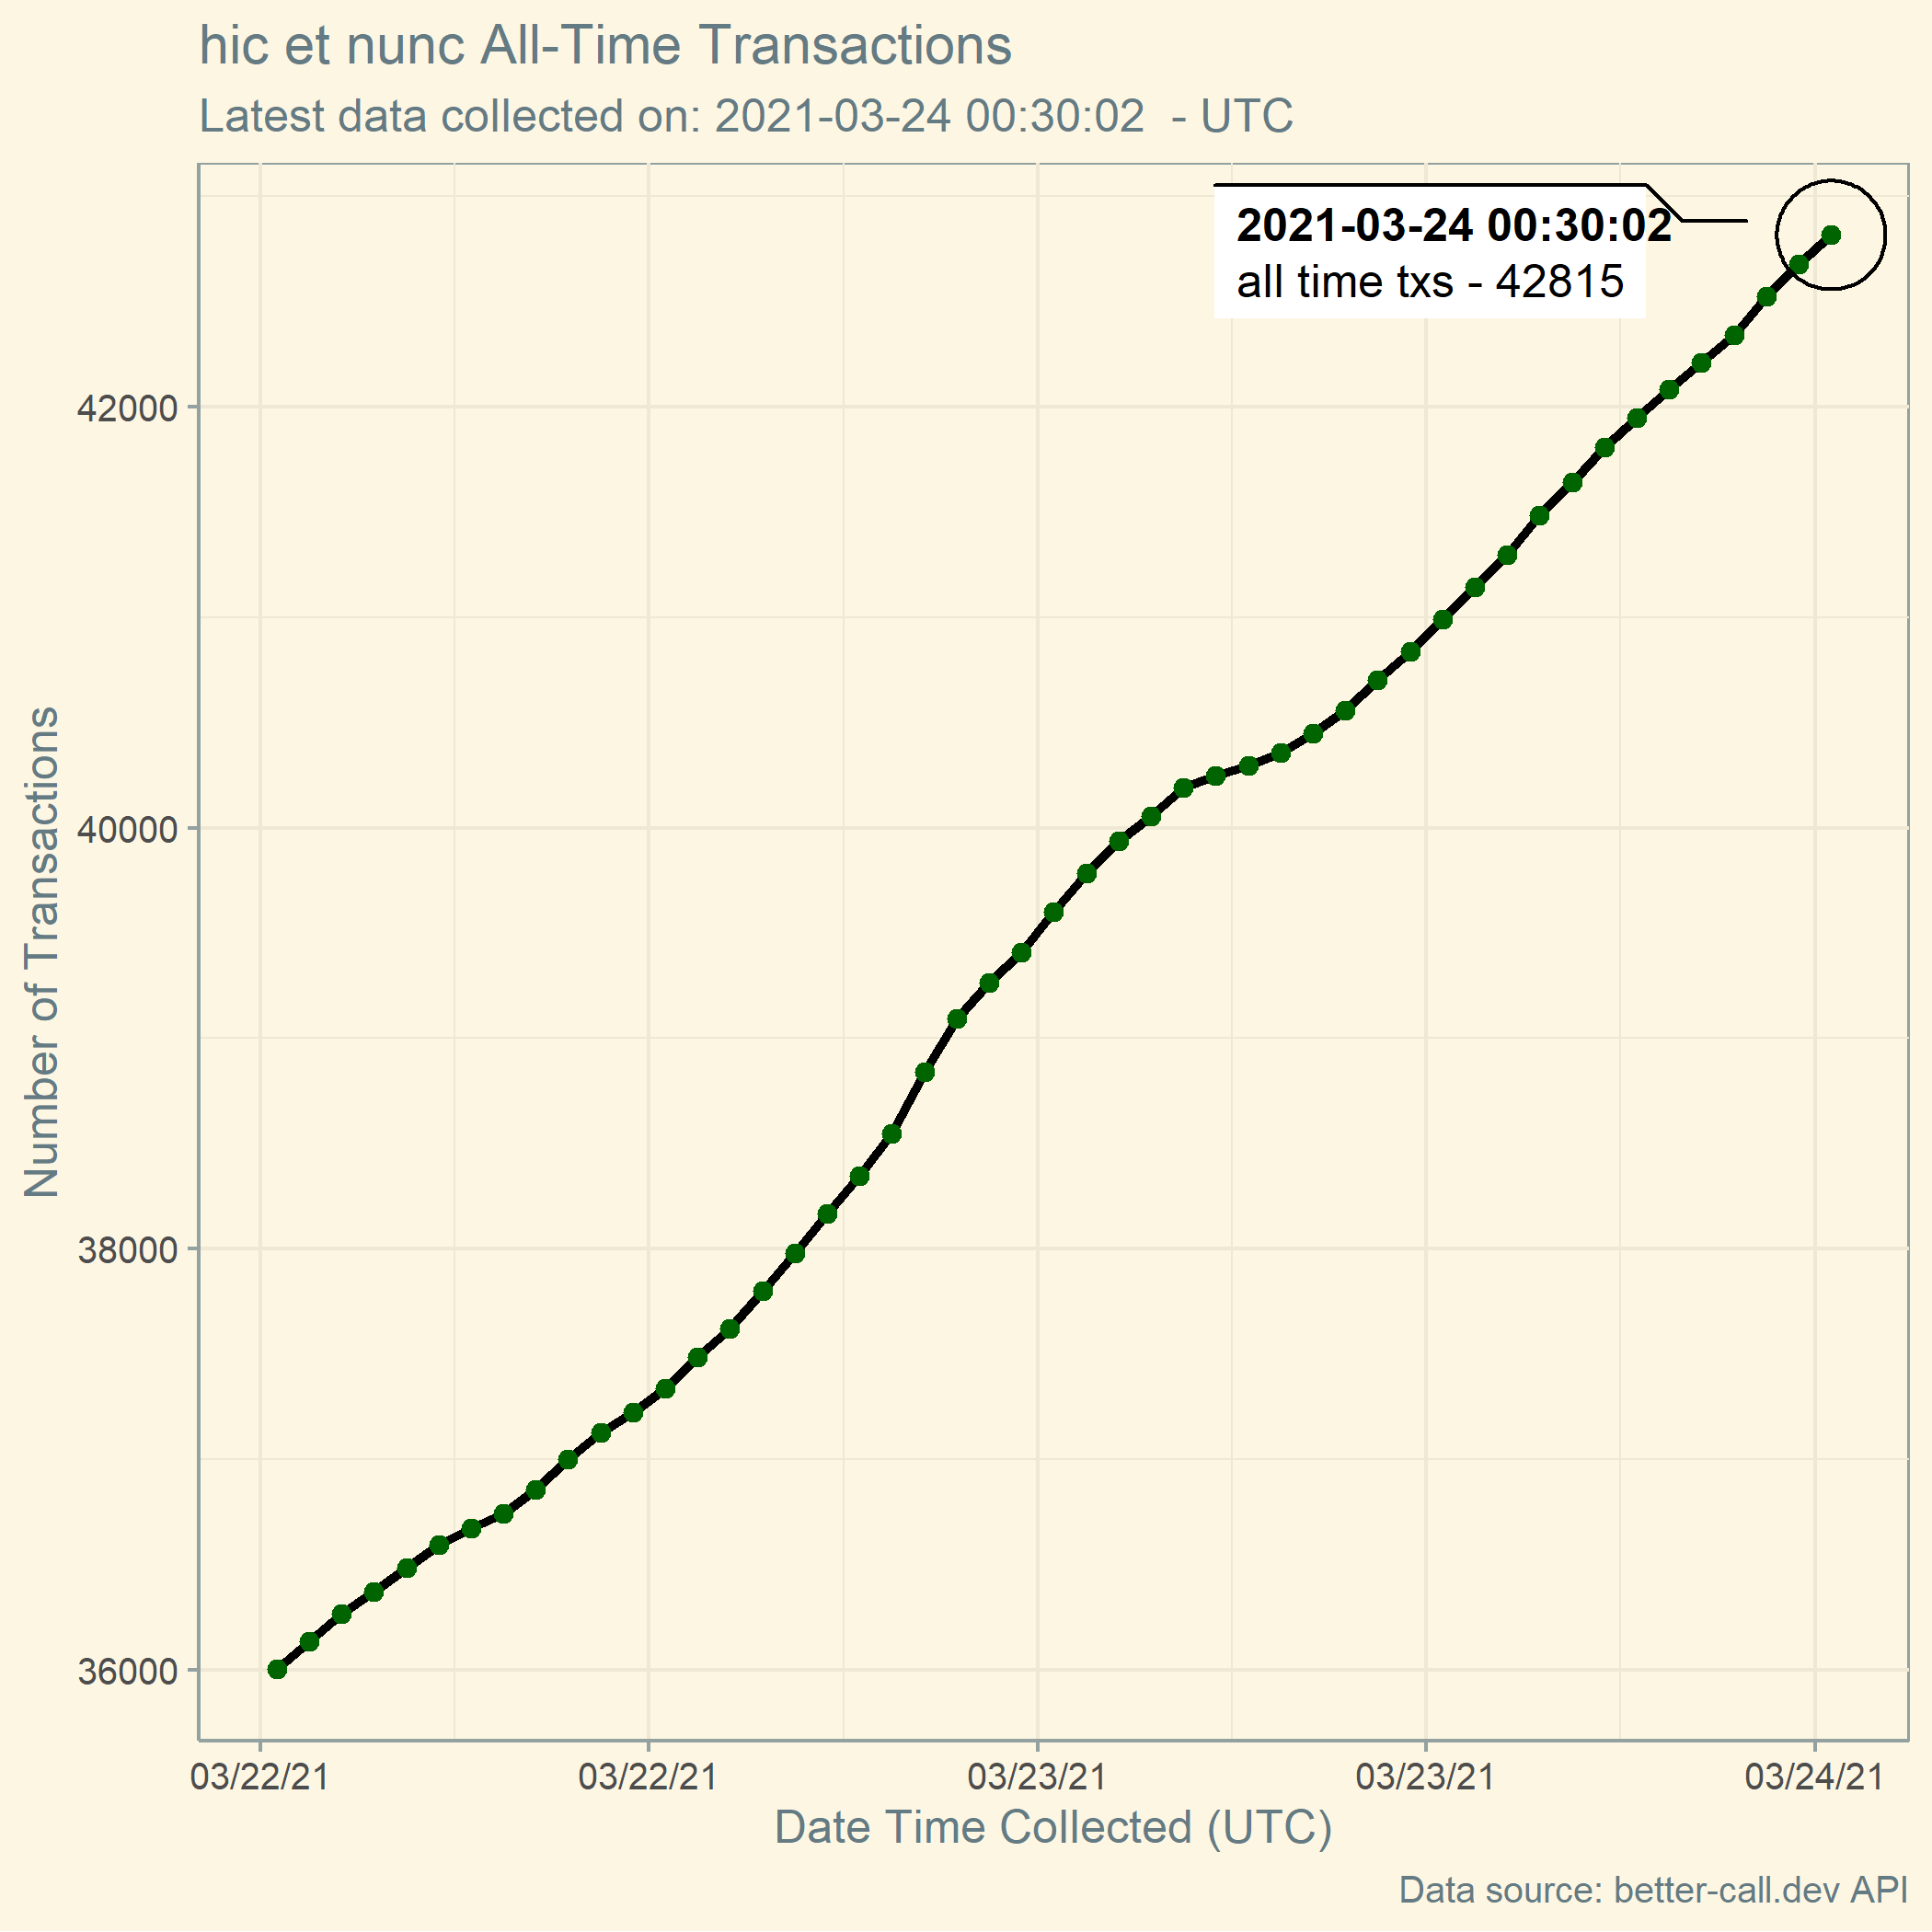 hic et nunc All-Time Transactions
Latest data collected on: 2021-03-24 00:30:02  - UTC
2021-03-24 00:30:02
all time txs - 42815
Number of Transactions
42000
40000
38000
36000
03/22/21 03/22/21 03/23/21 03/23/21 03/24/21
Date Time Collected (UTC)
Data source: better-call.dev API